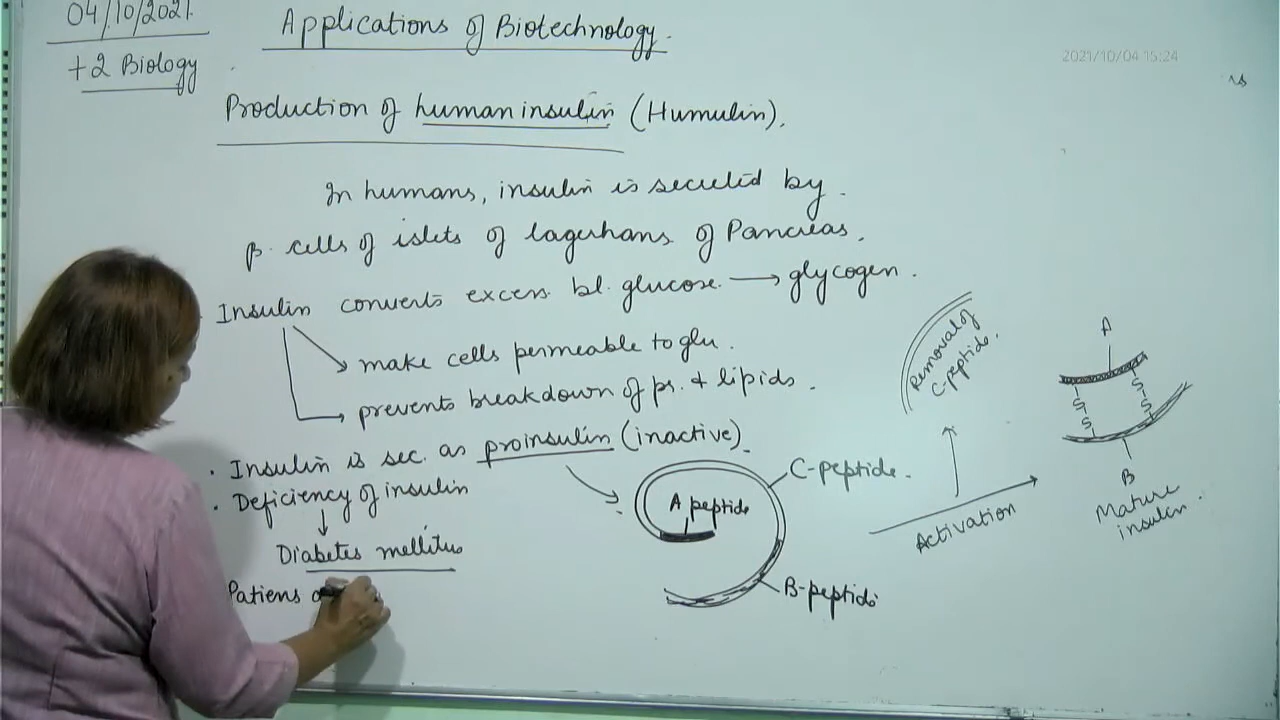 04/10/2021.
+2 Biology
Applications of Biotechnology.
2021/10/04 15:24
Production of human insulin (Humulin).
In humans, insulin is secreted by
β. cells of islets of lagerhans of Pancreas.
Insulin converts excess bl. glucose → glycogen.
make cells permeable to glu.
prevents breakdown of pr. + lipids.
. Insulin is sec. as proinsulin (inactive)
. Deficiency of insulin
↓
Diabetes mellitus
Patiens
A peptide
C-peptide.
B-peptide
Removal of
C-peptide.
Activation
A
S
S
S
S
B
Mature
insulin.